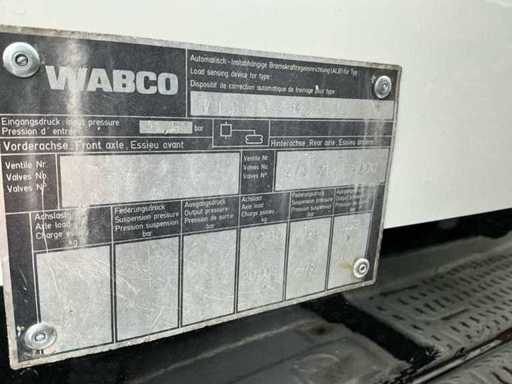 WABCO
Automatisch-lastabhängige Bremskraftregeleinrichtung (ALB) für Typ
Load sensing device for type:
Dispositif de correction automatique de freinage pour type:
Eingangsdruck, Input pressure
Pression d'entrée
bar
Vorderachse, Front axle, Essieu avant
Hinterachse, Rear axle, Essieu arrière
Ventile Nr.
Valves No.
Valves N°
Ventile Nr.
Valves No.
Valves N°
Achslast
Axle load
Charge essieu
kg
Federungsdruck
Suspension pressure
Pression suspension
bar
Ausgangsdruck
Output pressure
Pression de sortie
bar
Achslast
Axle load
Charge essieu
kg
Federungsdruck
Suspension pressure
Pression suspension
bar
Ausgangsdruck
Output pressure
Pression de sortie
bar